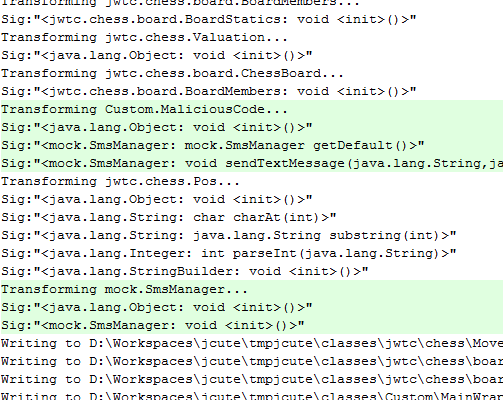 Transforming jwtc.chess.board.BoardMembers...
Sig:"<jwtc.chess.board.BoardStatics: void <init>()>"
Transforming jwtc.chess.Valuation...
Sig:"<java.lang.Object: void <init>()>"
Transforming jwtc.chess.board.ChessBoard...
Sig:"<jwtc.chess.board.BoardMembers: void <init>()>"
Transforming Custom.MaliciousCode...
Sig:"<java.lang.Object: void <init>()>"
Sig:"<mock.SmsManager: mock.SmsManager getDefault()>"
Sig:"<mock.SmsManager: void sendTextMessage(java.lang.String,ja
Transforming jwtc.chess.Pos...
Sig:"<java.lang.Object: void <init>()>"
Sig:"<java.lang.String: char charAt(int)>"
Sig:"<java.lang.String: java.lang.String substring(int)>"
Sig:"<java.lang.Integer: int parseInt(java.lang.String)>"
Sig:"<java.lang.StringBuilder: void <init>()>"
Transforming mock.SmsManager...
Sig:"<java.lang.Object: void <init>()>"
Sig:"<mock.SmsManager: void <init>()>"
Writing to D:\Workspaces\jcute\tmpjcute\classes\jwtc\chess\Move
Writing to D:\Workspaces\jcute\tmpjcute\classes\jwtc\chess\boar
Writing to D:\Workspaces\jcute\tmpjcute\classes\jwtc\chess\boar
Writing to D:\Workspaces\jcute\tmpjcute\classes\Custom\MainWrap